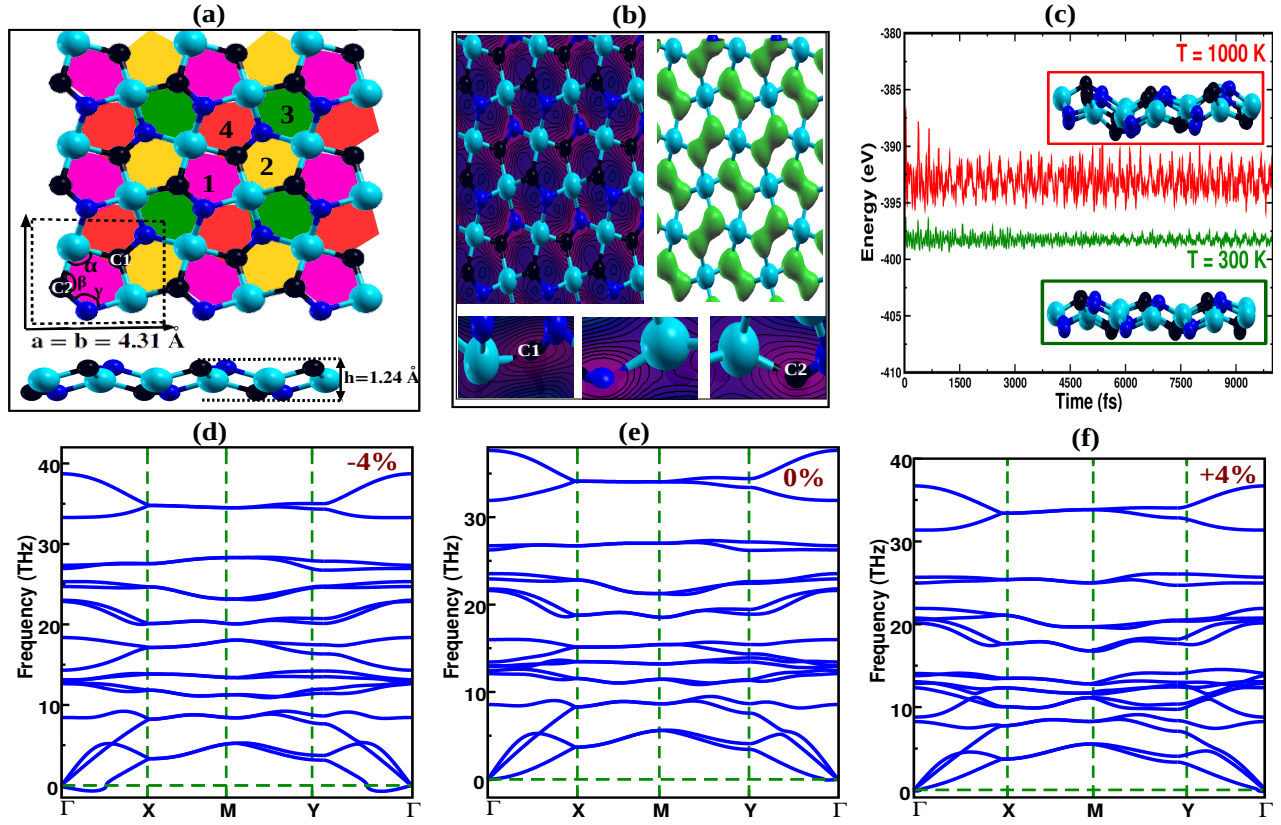 (a)
(b)
(c)
3
4
2
1
C1
α
C2
β
γ
a = b = 4.31 Å
h=1.24 Å
C1
C2
-380
-385
-390
-395
-400
-405
-410
Energy (eV)
T = 1000 K
T = 300 K
0
1500
3000
4500
6000
7500
9000
Time (fs)
(d)
(e)
(f)
-4%
0%
+4%
40
30
20
10
0
Frequency (THz)
Γ
X
M
Y
Γ
30
20
10
0
Frequency (THz)
Γ
X
M
Y
Γ
40
30
20
10
0
Frequency (THz)
Γ
X
M
Y
Γ